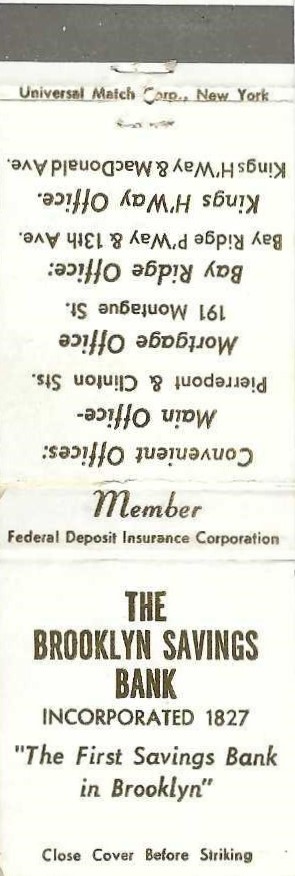 Universal Match Corp., New York
Convenient Offices:
Main Office-
Pierrepont & Clinton Sts.
Mortgage Office
191 Montague St.
Bay Ridge Office:
Bay Ridge P'Way & 13th Ave.
Kings H'Way Office.
Kings H'Way & MacDonald Ave.
Member
Federal Deposit Insurance Corporation
THE
BROOKLYN SAVINGS
BANK
INCORPORATED 1827
"The First Savings Bank
in Brooklyn"
Close Cover Before Striking